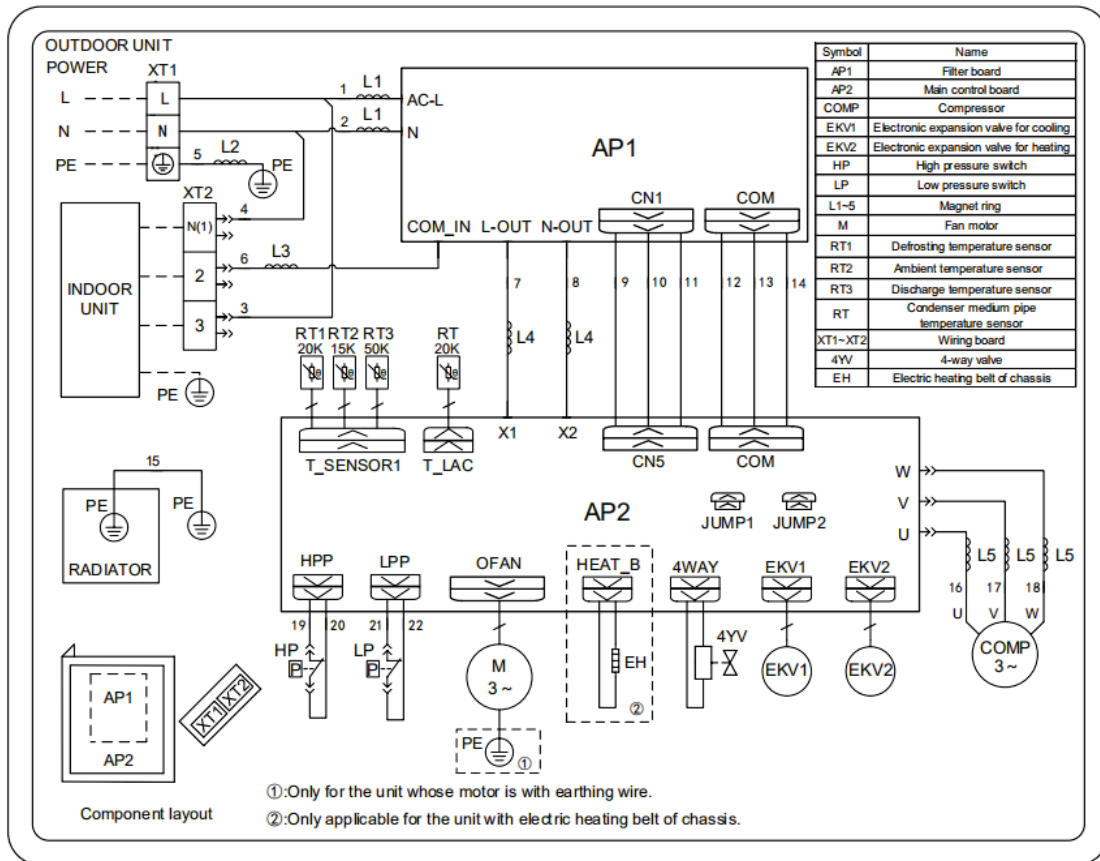 OUTDOOR UNIT
POWER
XT1
L
L
1
L1
AC-L
N
N
2
L1
N
PE
5
L2
PE
AP1
XT2
4
N(1)
CN1
COM
COM_IN
L-OUT
N-OUT
6
L3
2
INDOOR
UNIT
3
3
7
8
9
10
11
12
13
14
L4
L4
PE
RT1
RT2
RT3
RT
20K
15K
50K
20K
Symbol
Name
AP1
Filter board
AP2
Main control board
COMP
Compressor
EKV1
Electronic expansion valve for cooling
EKV2
Electronic expansion valve for heating
HP
High pressure switch
LP
Low pressure switch
L1~5
Magnet ring
M
Fan motor
RT1
Defrosting temperature sensor
RT2
Ambient temperature sensor
RT3
Discharge temperature sensor
RT
Condenser medium pipe
temperature sensor
XT1~XT2
Wiring board
4YV
4-way valve
EH
Electric heating belt of chassis
T_SENSOR1
T_LAC
X1
X2
CN5
COM
15
PE
PE
RADIATOR
AP2
JUMP1
JUMP2
W
V
U
L5
L5
L5
16
17
18
U
V
W
COMP
3~
HPP
LPP
OFAN
HEAT_B
4WAY
EKV1
EKV2
19
20
21
22
HP
P
LP
P
M
3~
EH
②
4YV
EKV1
EKV2
PE
①
AP1
AP2
XT1
XT2
Component layout
①:Only for the unit whose motor is with earthing wire.
②:Only applicable for the unit with electric heating belt of chassis.